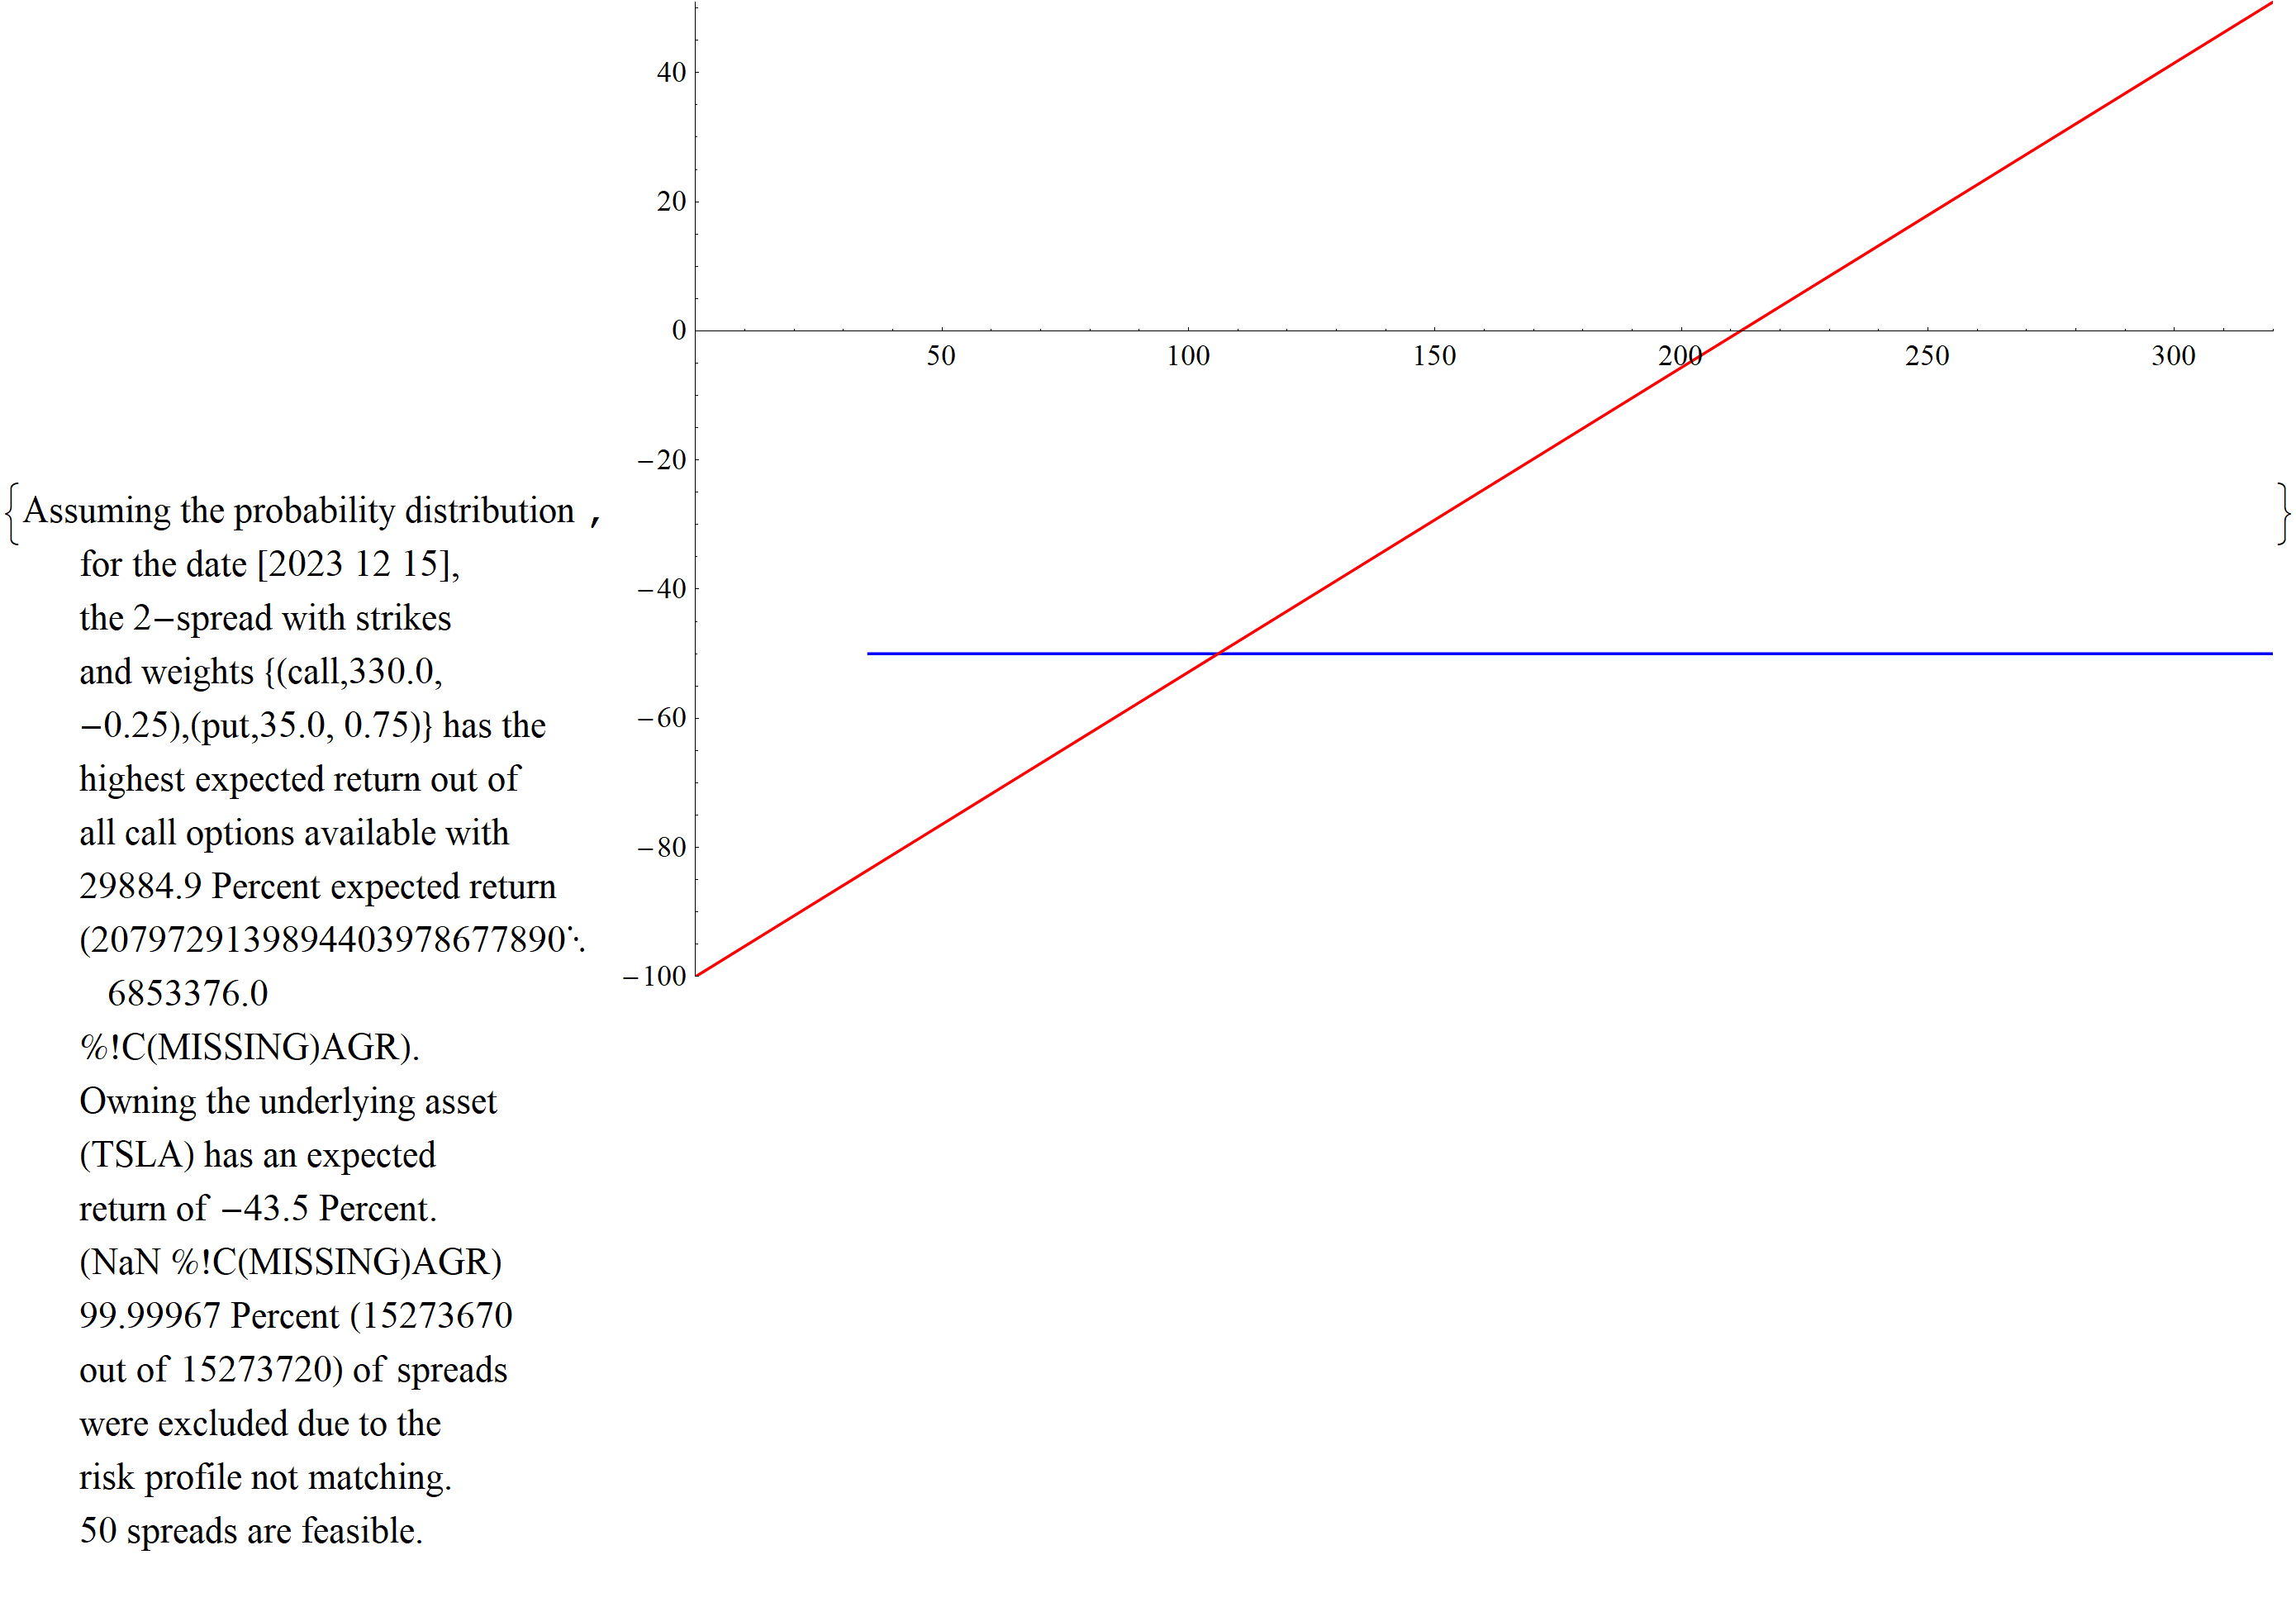 {Assuming the probability distribution ,
for the date [2023 12 15],
the 2−spread with strikes
and weights {(call,330.0,
−0.25),(put,35.0, 0.75)} has the
highest expected return out of
all call options available with
29884.9 Percent expected return
(2079729139894403978677890⋱
6853376.0
%!C(MISSING)AGR).
Owning the underlying asset
(TSLA) has an expected
return of −43.5 Percent.
(NaN %!C(MISSING)AGR)
99.99967 Percent (15273670
out of 15273720) of spreads
were excluded due to the
risk profile not matching.
50 spreads are feasible.
40
20
0
−20
−40
−60
−80
−100
50 100 150 200 250 300
}